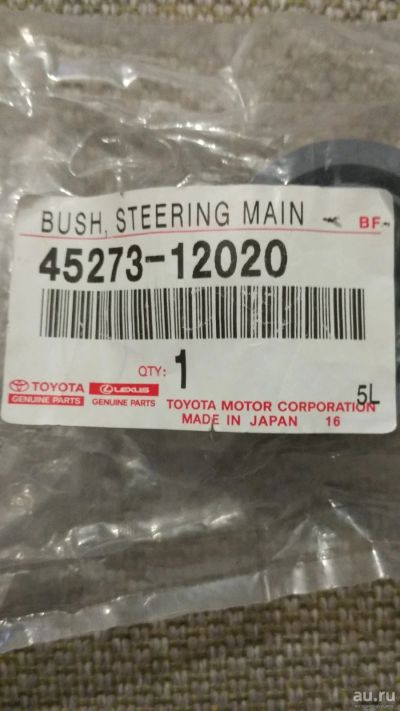 BUSH, STEERING MAIN BF
45273-12020
QTY: 1
5L
TOYOTA LEXUS
GENUINE PARTS GENUINE PARTS
TOYOTA MOTOR CORPORATION
MADE IN JAPAN 16
au.ru